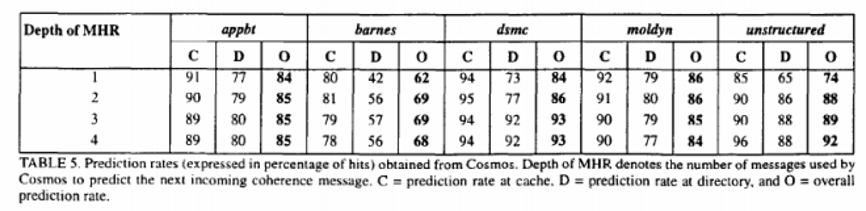 Depth of MHR appbt barnes dsmc moldyn unstructured
C D O C D O C D O C D O C D O
1 91 77 84 80 42 62 94 73 84 92 79 86 85 65 74
2 90 79 85 81 56 69 95 77 86 91 80 86 90 86 88
3 89 80 85 79 57 69 94 92 93 90 79 85 90 88 89
4 89 80 85 78 56 68 94 92 93 90 77 84 96 88 92
TABLE 5. Prediction rates (expressed in percentage of hits) obtained from Cosmos. Depth of MHR denotes the number of messages used by
Cosmos to predict the next incoming coherence message. C = prediction rate at cache, D = prediction rate at directory, and O = overall
prediction rate.